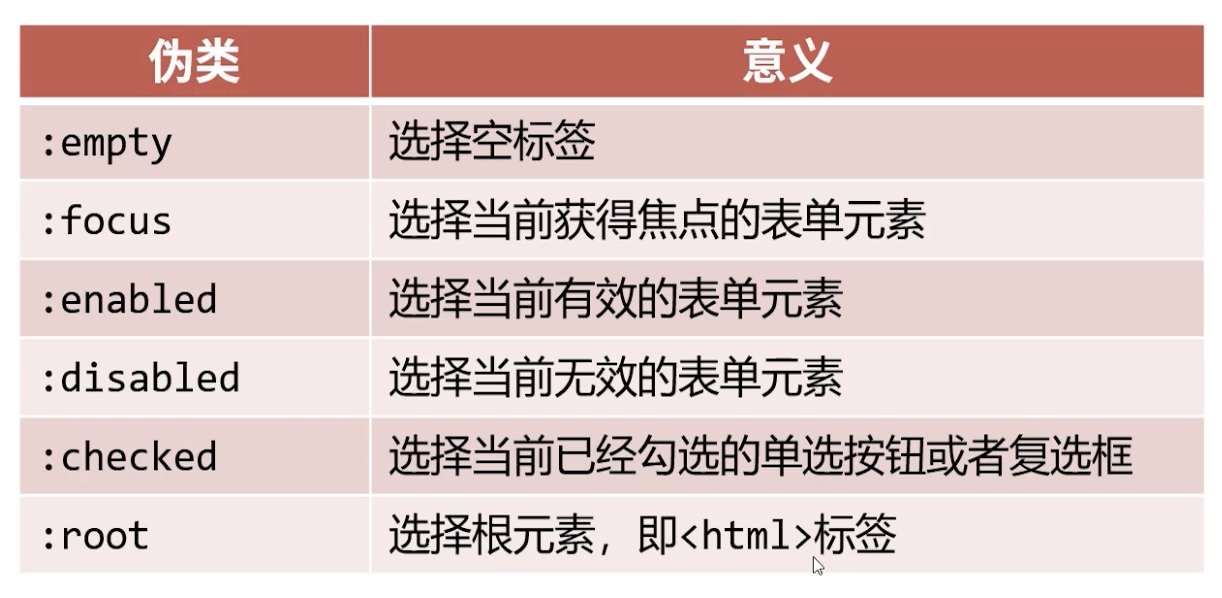 伪类 意义
:empty 选择空标签
:focus 选择当前获得焦点的表单元素
:enabled 选择当前有效的表单元素
:disabled 选择当前无效的表单元素
:checked 选择当前已经勾选的单选按钮或者复选框
:root 选择根元素，即<html>标签